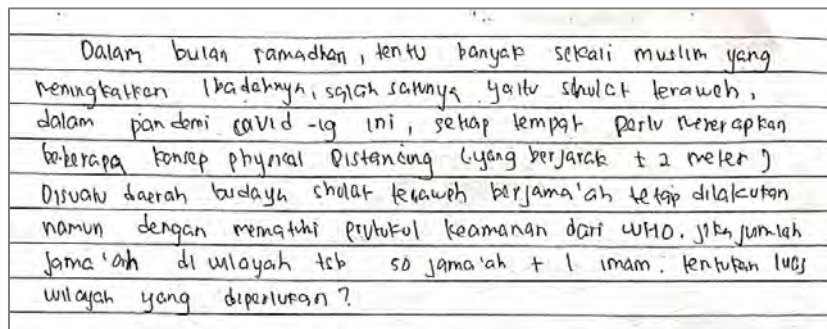 Dalam bulan ramadhan, tentu banyak sekali muslim yang
meningkatkan Ibadahnya, salah satunya yaitu sholat teraweh,
dalam pandemi covid-19 ini, setiap tempat perlu menerapkan
beberapa konsep physical Distancing (yang berjarak ± 2 meter)
Disuatu daerah budaya sholat teraweh berjama'ah tetap dilakukan
namun dengan mematuhi protukol keamanan dari WHO. jika jumlah
jama'ah di wilayah tsb 50 jama'ah + 1 imam. tentukan luas
wilayah yang diperlukan?